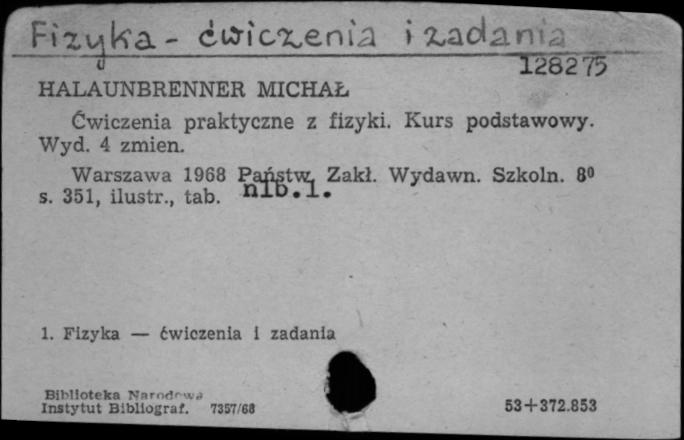 Fizyka - ćwiczenia i zadania
128275
HALAUNBRENNER MICHAŁ
Ćwiczenia praktyczne z fizyki. Kurs podstawowy.
Wyd. 4 zmien.
Warszawa 1968 Państw. Zakł. Wydawn. Szkoln. 8⁰
s. 351, ilustr., tab. nlb.1.
1. Fizyka — ćwiczenia i zadania
Biblioteka Narodowa
Instytut Bibliograf. 7357/68
53+372.853